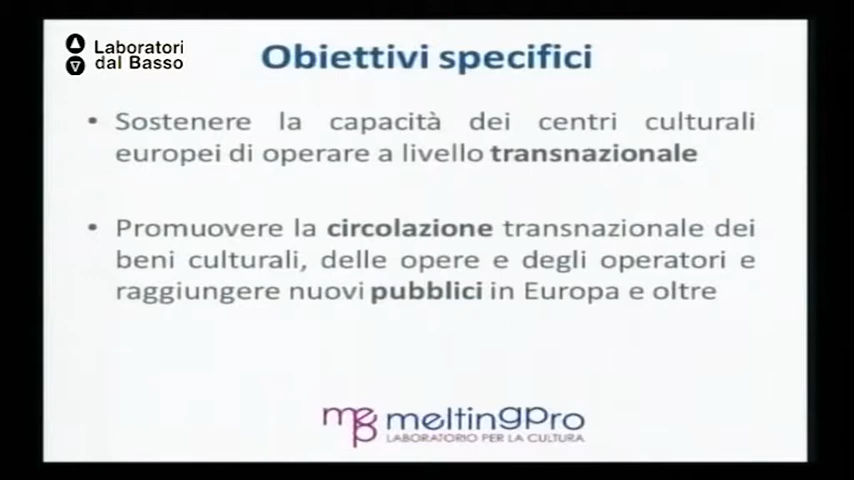 Laboratori
dal Basso
Obiettivi specifici
• Sostenere la capacità dei centri culturali
europei di operare a livello transnazionale
• Promuovere la circolazione transnazionale dei
beni culturali, delle opere e degli operatori e
raggiungere nuovi pubblici in Europa e oltre
mep meltingpro
LABORATORIO PER LA CULTURA